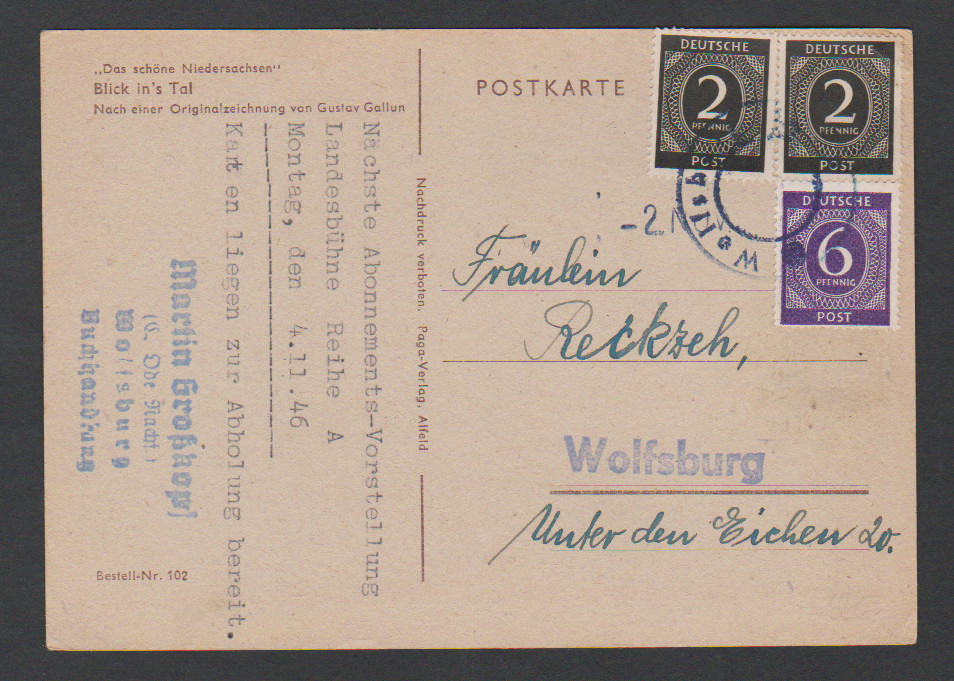 „Das schöne Niedersachsen"
Blick in's Tal
Nach einer Originalzeichnung von Gustav Gallun
POSTKARTE
DEUTSCHE
2
PFENNIG
POST
DEUTSCHE
2
PFENNIG
POST
DEUTSCHE
6
PFENNIG
POST
Wolfsb
-21
Nächste Abonnements-Vorstellung
Landesbühne Reihe A
Montag, den 4.11.46
Karten liegen zur Abholung bereit.
Martin Großkopf
Wolfsburg
Buchhandlung
Nachdruck verboten. Paga-Verlag, Alfeld
Fräulein
Reckzeh,
Wolfsburg
Unter den Eichen 20.
Bestell-Nr. 102